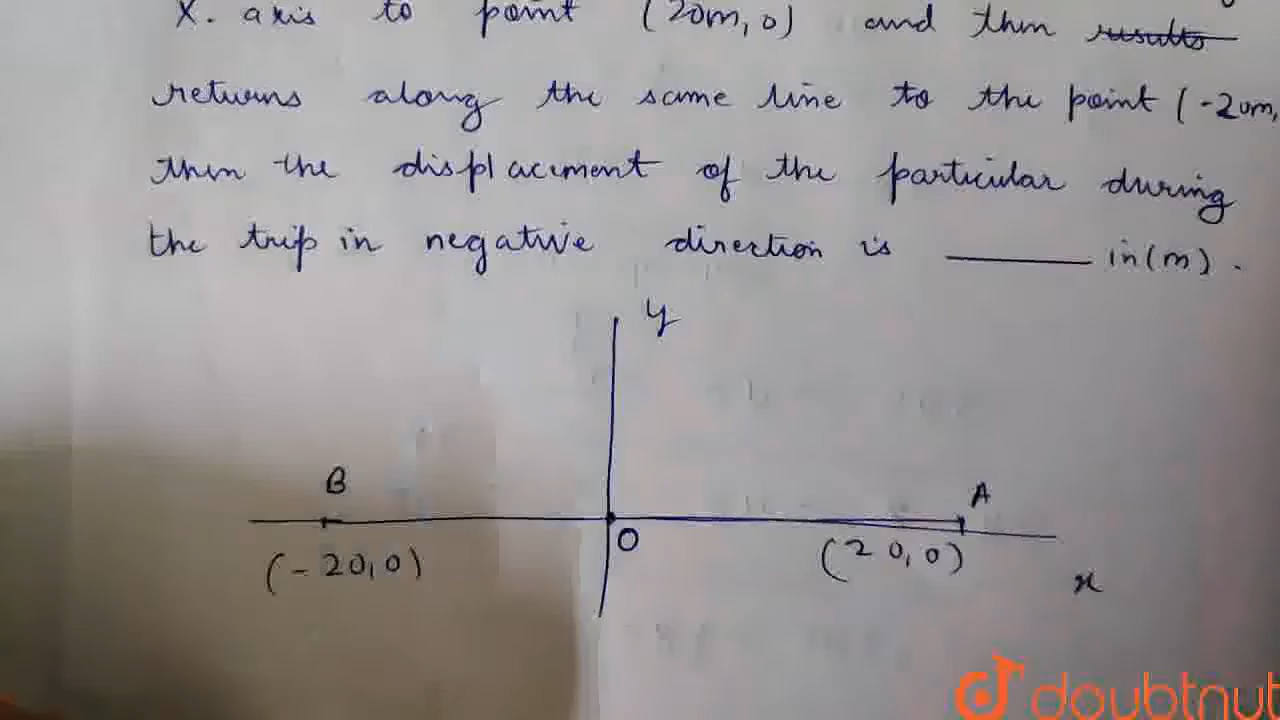 X. axis to point (20m, 0) and then results
returns along the same line to the point (-20m,
then the displacement of the particular during
the trip in negative direction is ______ in (m).
y
B
A
O
(-20,0)
(20,0)
x
doubtnut